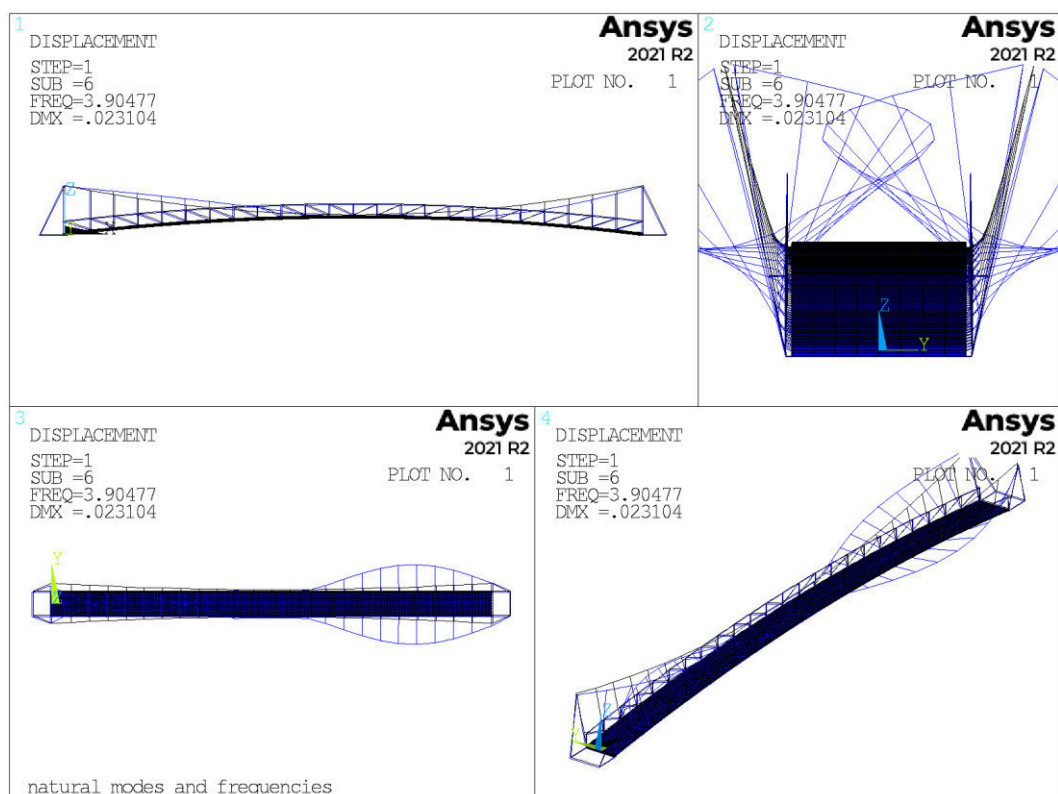 1
DISPLACEMENT
STEP=1
SUB =6
FREQ=3.90477
DMX =.023104
Ansys
2021 R2
PLOT NO. 1
Z
X
2
DISPLACEMENT
STEP=1
SUB =6
FREQ=3.90477
DMX =.023104
Ansys
2021 R2
PLOT NO. 1
Z
Y
3
DISPLACEMENT
STEP=1
SUB =6
FREQ=3.90477
DMX =.023104
Ansys
2021 R2
PLOT NO. 1
Y
natural modes and frequencies
4
DISPLACEMENT
STEP=1
SUB =6
FREQ=3.90477
DMX =.023104
Ansys
2021 R2
PLOT NO. 1
Z